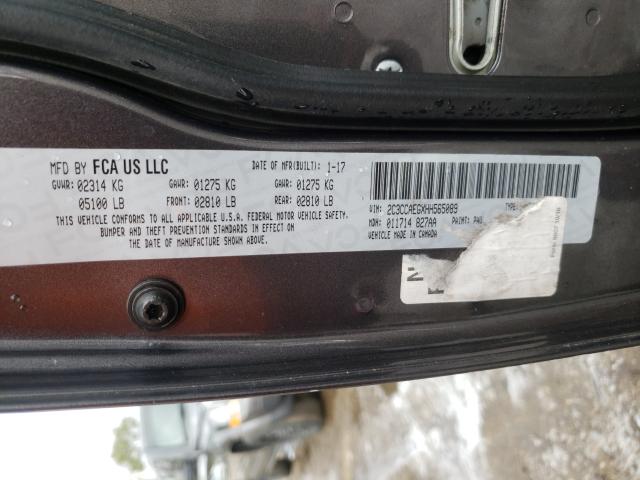 MFD BY FCA US LLC DATE OF MFR(BUILT): 1-17
GVWR: 02314 KG GAWR: 01275 KG GAWR: 01275 KG
05100 LB FRONT: 02810 LB REAR: 02810 LB
THIS VEHICLE CONFORMS TO ALL APPLICABLE U.S.A. FEDERAL MOTOR VEHICLE SAFETY,
BUMPER AND THEFT PREVENTION STANDARDS IN EFFECT ON
THE DATE OF MANUFACTURE SHOWN ABOVE.
VIN: 2C3CCAEGXHH565089 TYPE:
MDH: 011714 827AA PAINT: PAU
VEHICLE MADE IN CANADA